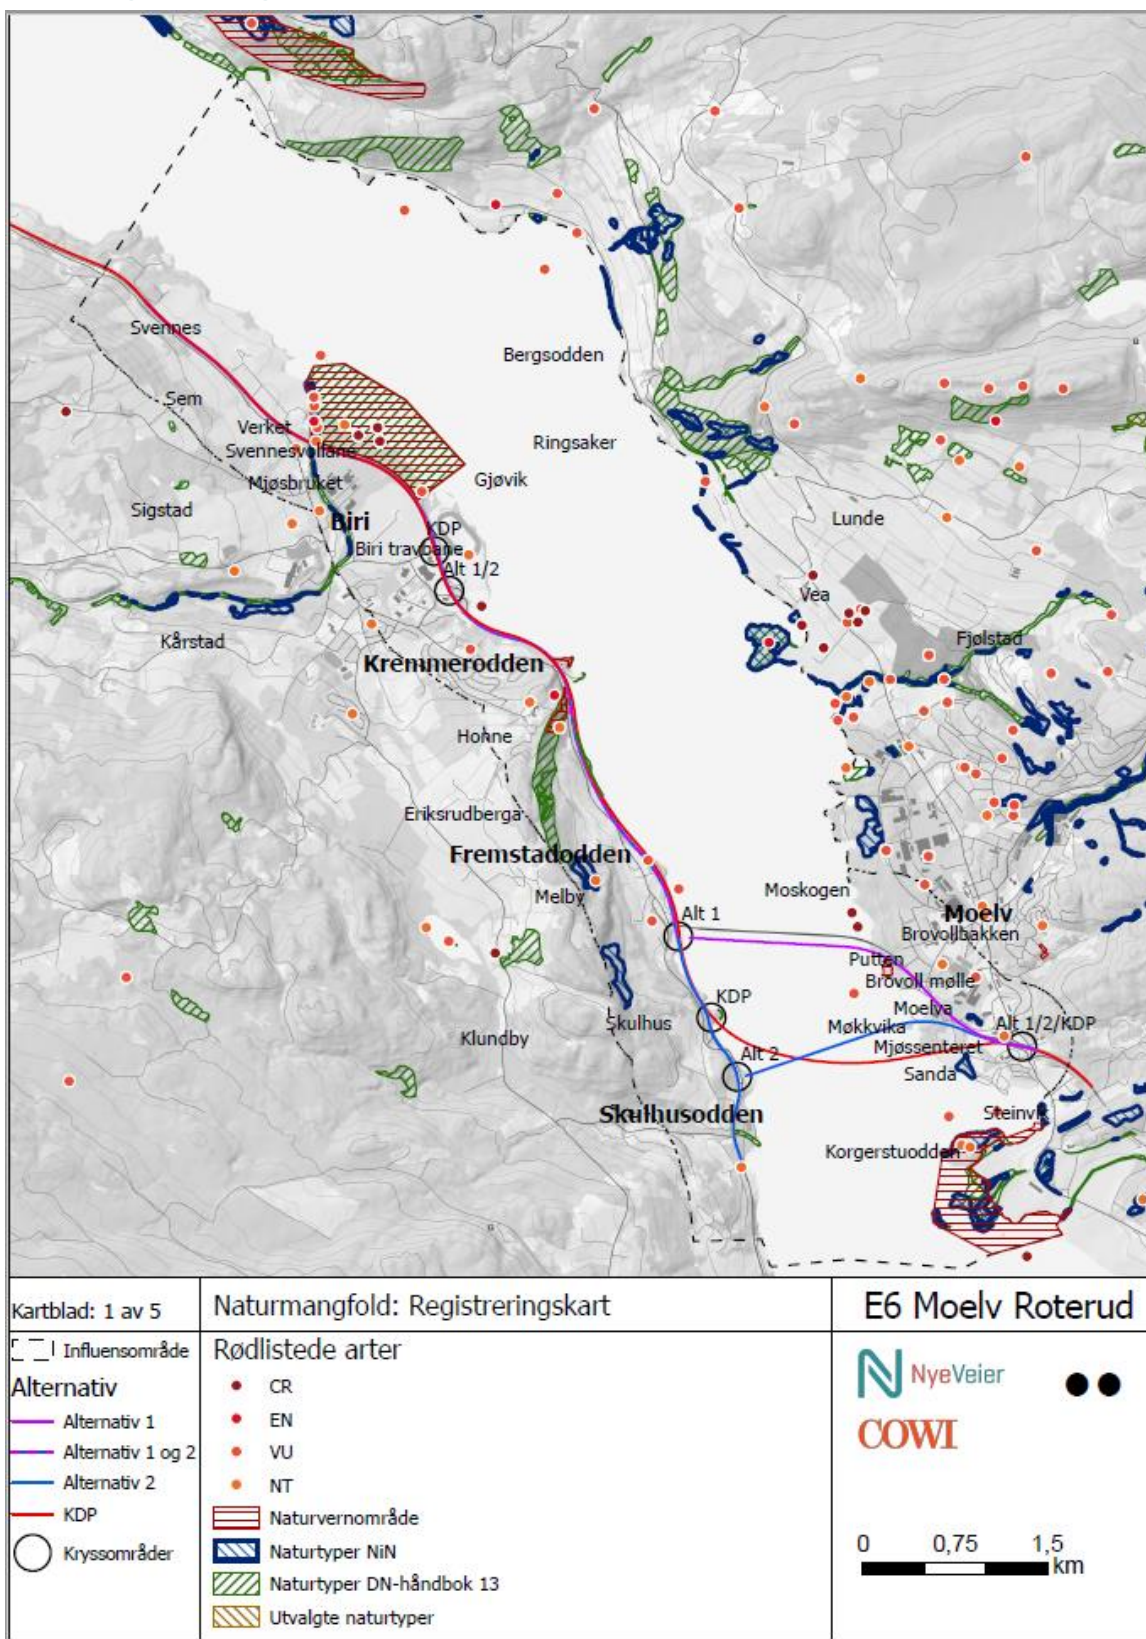 Svennes
Bergsodden
Sem
Verket
Ringsaker
Svennesvollane
Gjøvik
Mjøsbruket
Sigstad
Biri
KDP
Lunde
Biri travbane
Alt 1/2
Vea
Kårstad
Fjølstad
Kremmerodden
Honne
Eriksrudberga
Fremstadodden
Melby
Moskogen
Alt 1
Moelv
Brovollbakken
Putten
Brovoll mølle
KDP
Moelva
Skulhus
Møkkvika
Alt 1/2/KDP
Klundby
Mjøssenteret
Alt 2
Sanda
Skulhusodden
Steinvik
Korgerstuodden
Kartblad: 1 av 5
Naturmangfold: Registreringskart
E6 Moelv Roterud
Influensområde
Alternativ
Alternativ 1
Alternativ 1 og 2
Alternativ 2
KDP
Kryssområder
Rødlistede arter
CR
EN
VU
NT
Naturvernområde
Naturtyper NiN
Naturtyper DN-håndbok 13
Utvalgte naturtyper
NyeVeier
COWI
0 0,75 1,5
km